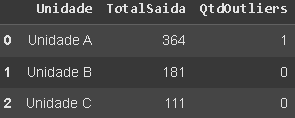 Unidade TotalSaida QtdOutliers
0 Unidade A 364 1
1 Unidade B 181 0
2 Unidade C 111 0